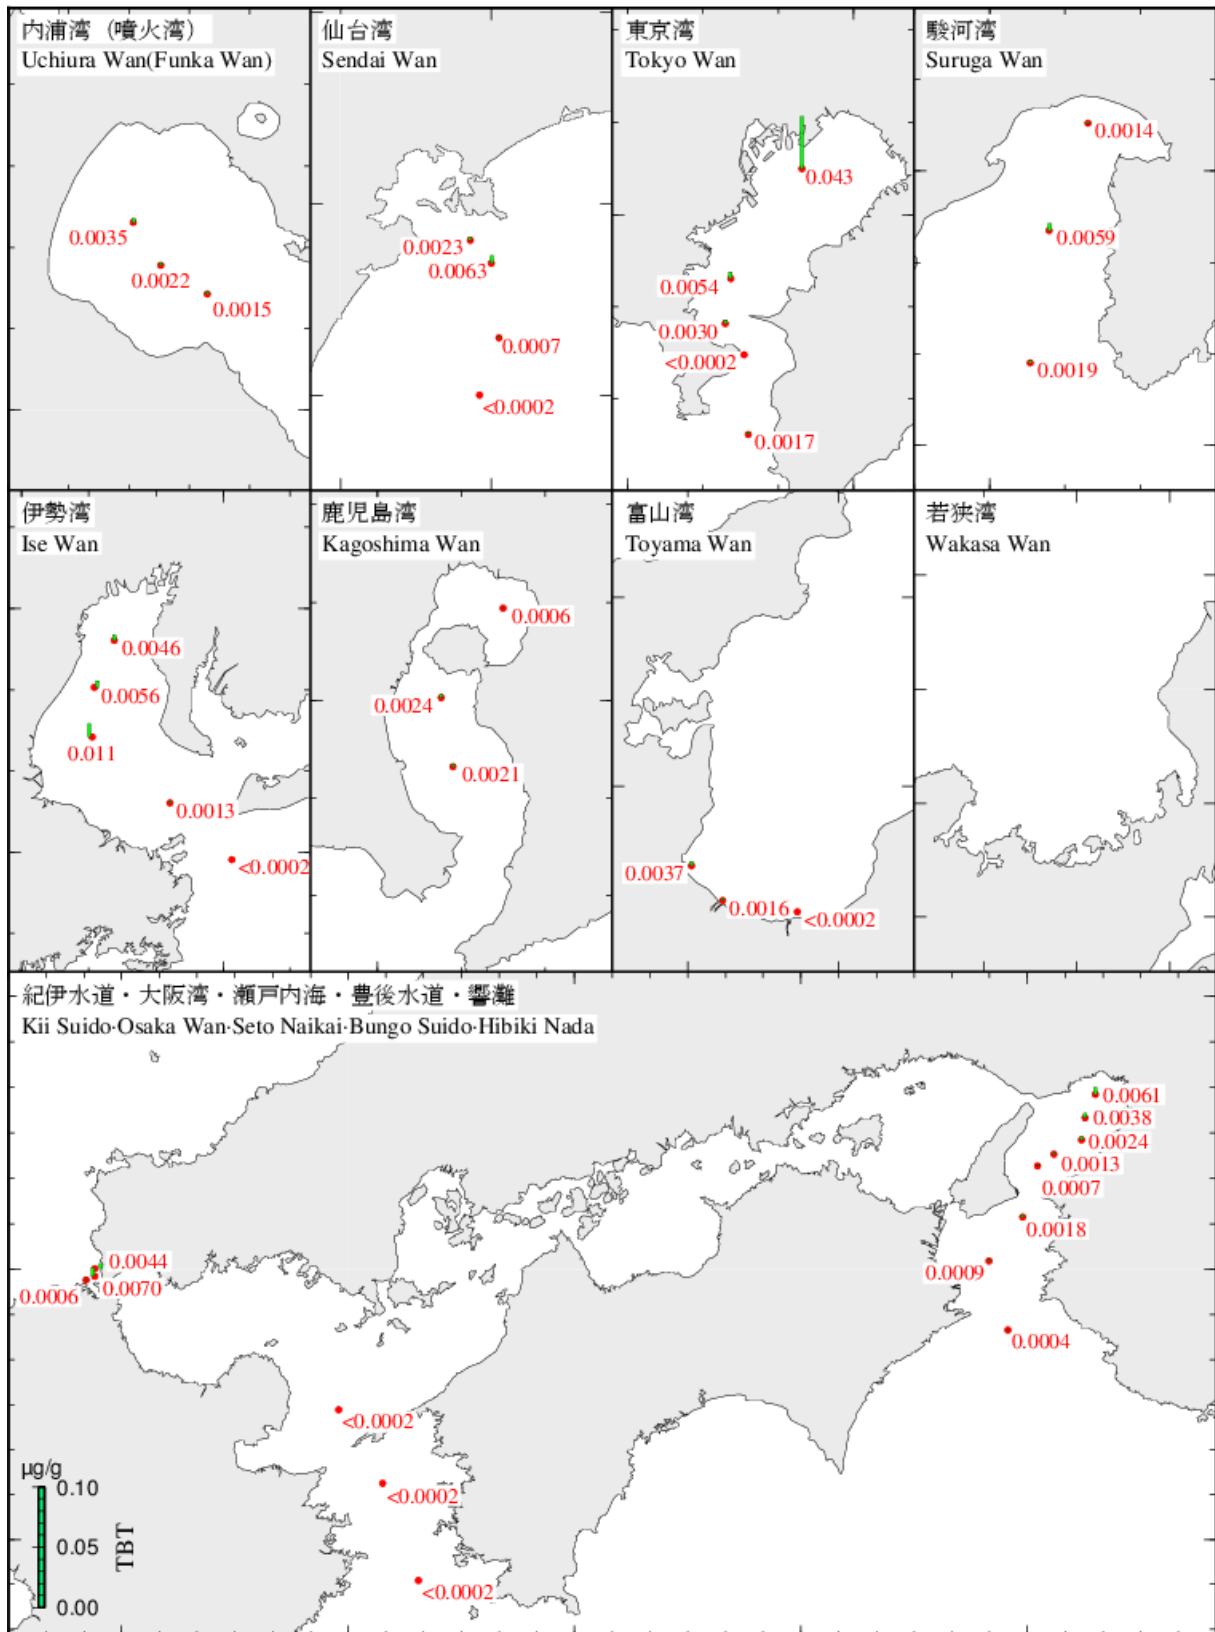 内浦湾（噴火湾）
Uchiura Wan(Funka Wan)
0.0035
0.0022
0.0015
仙台湾
Sendai Wan
0.0023
0.0063
0.0007
<0.0002
東京湾
Tokyo Wan
0.043
0.0054
0.0030
<0.0002
0.0017
駿河湾
Suruga Wan
0.0014
0.0059
0.0019
伊勢湾
Ise Wan
0.0046
0.0056
0.011
0.0013
<0.0002
鹿児島湾
Kagoshima Wan
0.0006
0.0024
0.0021
富山湾
Toyama Wan
0.0037
0.0016
<0.0002
若狭湾
Wakasa Wan
紀伊水道・大阪湾・瀬戸内海・豊後水道・響灘
Kii Suido·Osaka Wan·Seto Naikai·Bungo Suido·Hibiki Nada
0.0061
0.0038
0.0024
0.0013
0.0007
0.0018
0.0009
0.0004
0.0044
0.0070
0.0006
<0.0002
<0.0002
<0.0002
µg/g
0.10
0.05
0.00
TBT